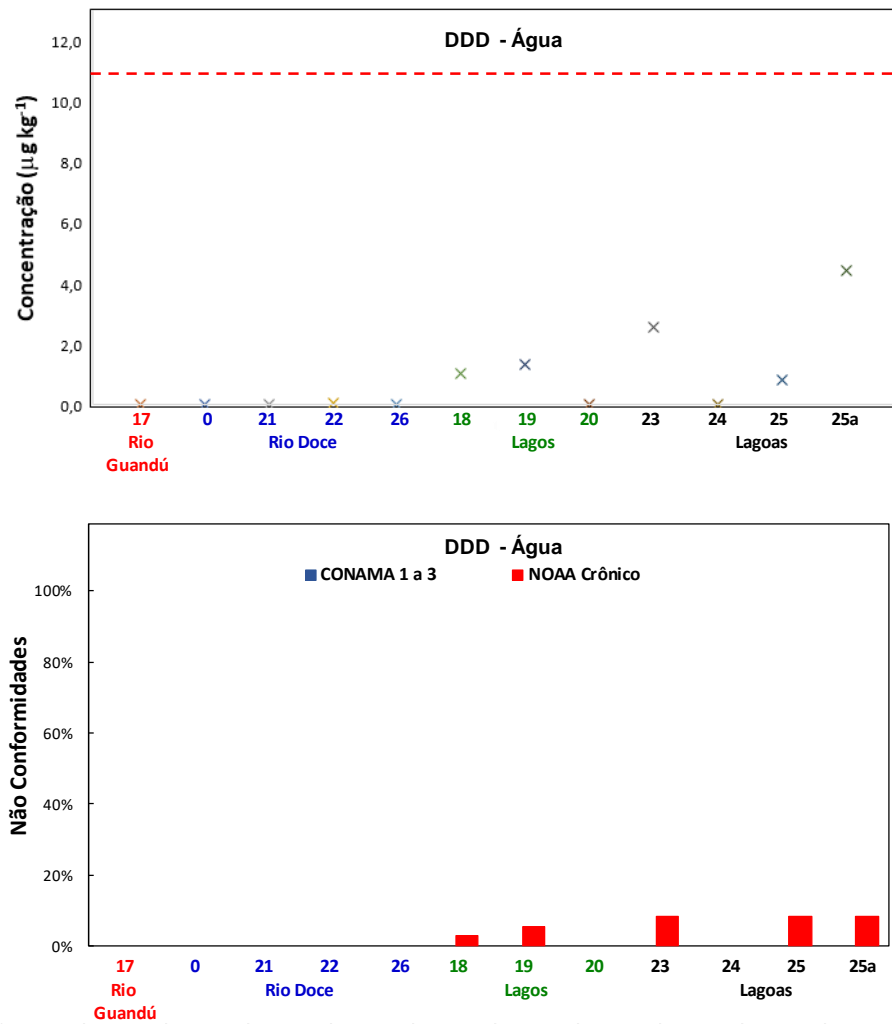 DDD - Água
Concentração (µg kg-1)
12,0
10,0
8,0
6,0
4,0
2,0
0,0
17 0 21 22 26 18 19 20 23 24 25 25a
Rio Guandú Rio Doce Lagos Lagoas
DDD - Água
CONAMA 1 a 3 NOAA Crônico
Não Conformidades
100%
80%
60%
40%
20%
0%
17 0 21 22 26 18 19 20 23 24 25 25a
Rio Guandú Rio Doce Lagos Lagoas